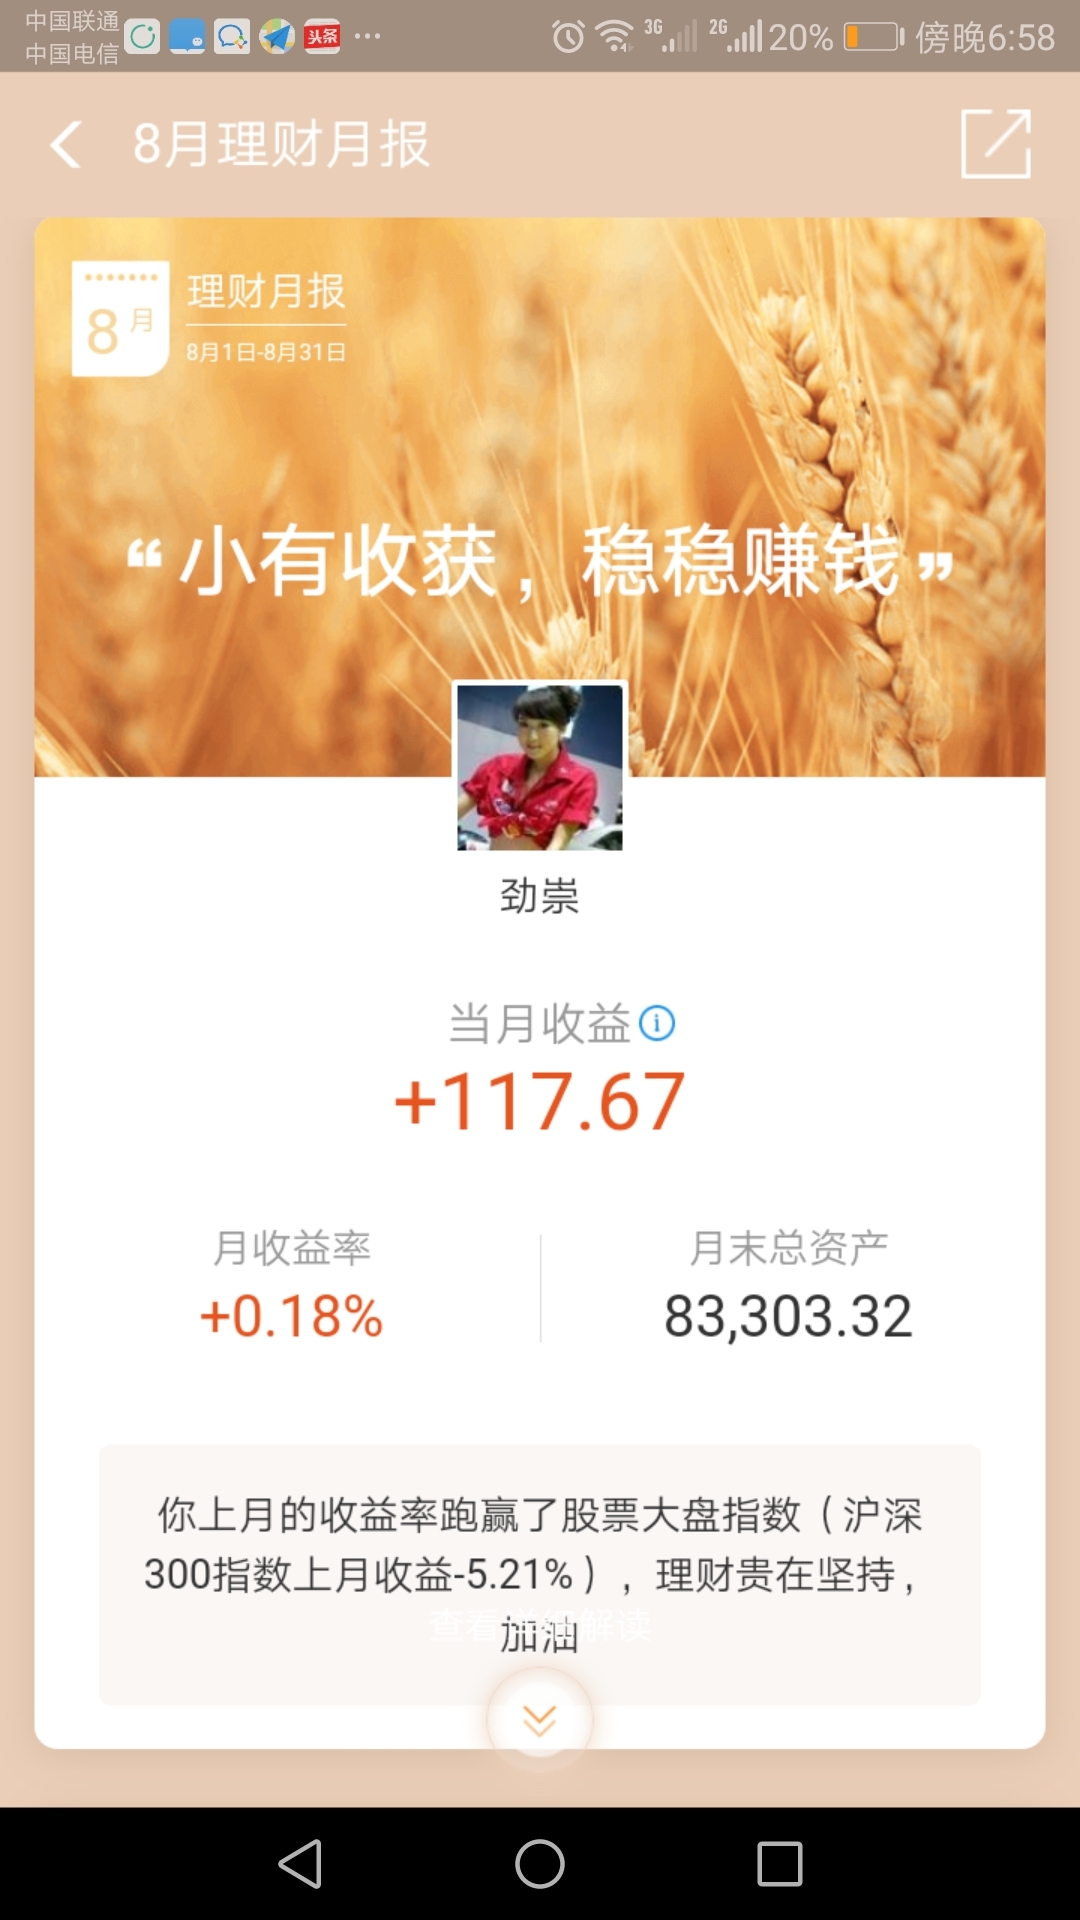 中国联通
中国电信
头条
3G
2G
20%
傍晚6:58
8月理财月报
8月
理财月报
8月1日-8月31日
“小有收获，稳稳赚钱”
劲崇
当月收益
+117.67
月收益率
月末总资产
+0.18%
83,303.32
你上月的收益率跑赢了股票大盘指数（沪深
300指数上月收益-5.21%），理财贵在坚持，
加油
查看详细解读